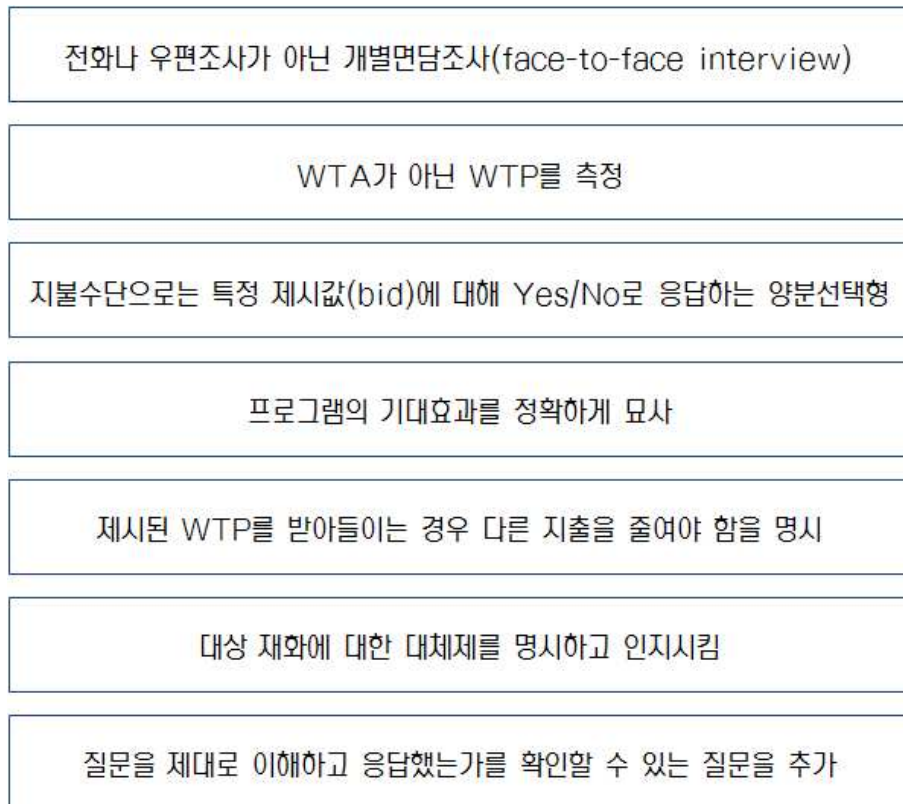 전화나 우편조사가 아닌 개별면담조사(face-to-face interview)
WTA가 아닌 WTP를 측정
지불수단으로는 특정 제시값(bid)에 대해 Yes/No로 응답하는 양분선택형
프로그램의 기대효과를 정확하게 묘사
제시된 WTP를 받아들이는 경우 다른 지출을 줄여야 함을 명시
대상 재화에 대한 대체제를 명시하고 인지시킴
질문을 제대로 이해하고 응답했는가를 확인할 수 있는 질문을 추가